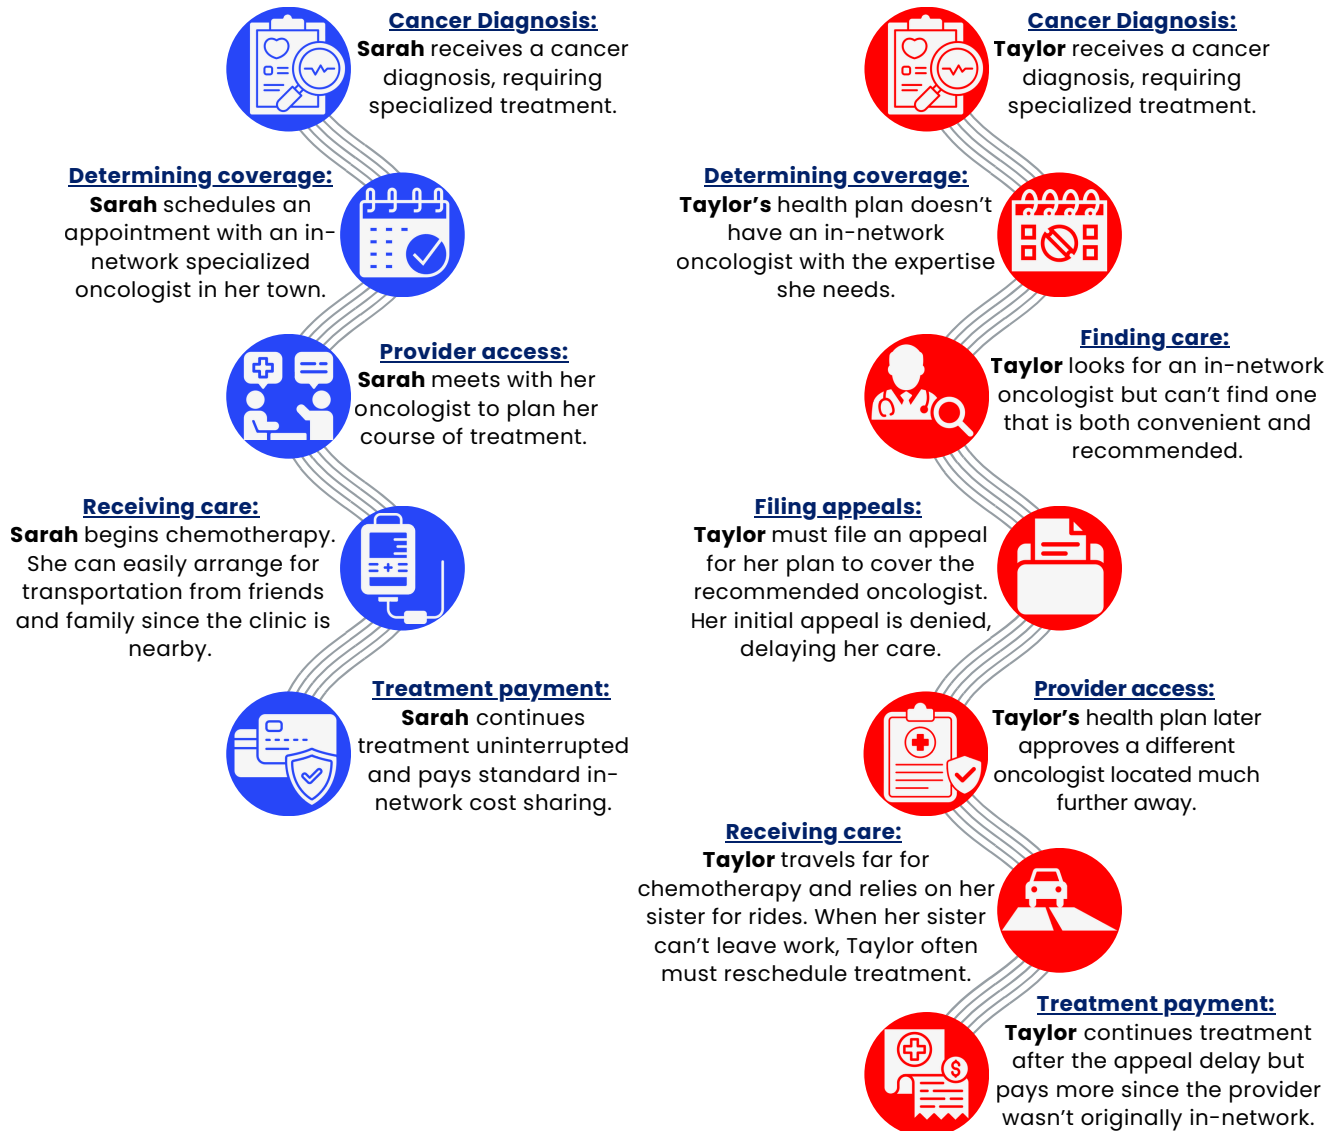 Cancer Diagnosis:
Sarah receives a cancer
diagnosis, requiring
specialized treatment.
Determining coverage:
Sarah schedules an
appointment with an in-
network specialized
oncologist in her town.
Provider access:
Sarah meets with her
oncologist to plan her
course of treatment.
Receiving care:
Sarah begins chemotherapy.
She can easily arrange for
transportation from friends
and family since the clinic is
nearby.
Treatment payment:
Sarah continues
treatment uninterrupted
and pays standard in-
network cost sharing.
Cancer Diagnosis:
Taylor receives a cancer
diagnosis, requiring
specialized treatment.
Determining coverage:
Taylor’s health plan doesn’t
have an in-network
oncologist with the expertise
she needs.
Finding care:
Taylor looks for an in-network
oncologist but can’t find one
that is both convenient and
recommended.
Filing appeals:
Taylor must file an appeal
for her plan to cover the
recommended oncologist.
Her initial appeal is denied,
delaying her care.
Provider access:
Taylor’s health plan later
approves a different
oncologist located much
further away.
Receiving care:
Taylor travels far for
chemotherapy and relies on her
sister for rides. When her sister
can’t leave work, Taylor often
must reschedule treatment.
Treatment payment:
Taylor continues treatment
after the appeal delay but
pays more since the provider
wasn’t originally in-network.
$